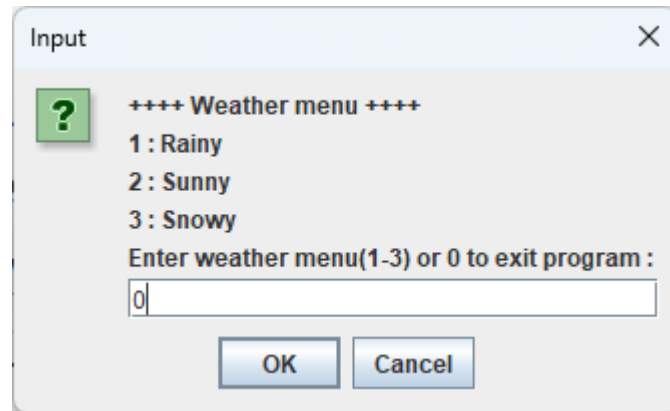 Input
++++ Weather menu ++++
1 : Rainy
2 : Sunny
3 : Snowy
Enter weather menu(1-3) or 0 to exit program :
0
OK Cancel